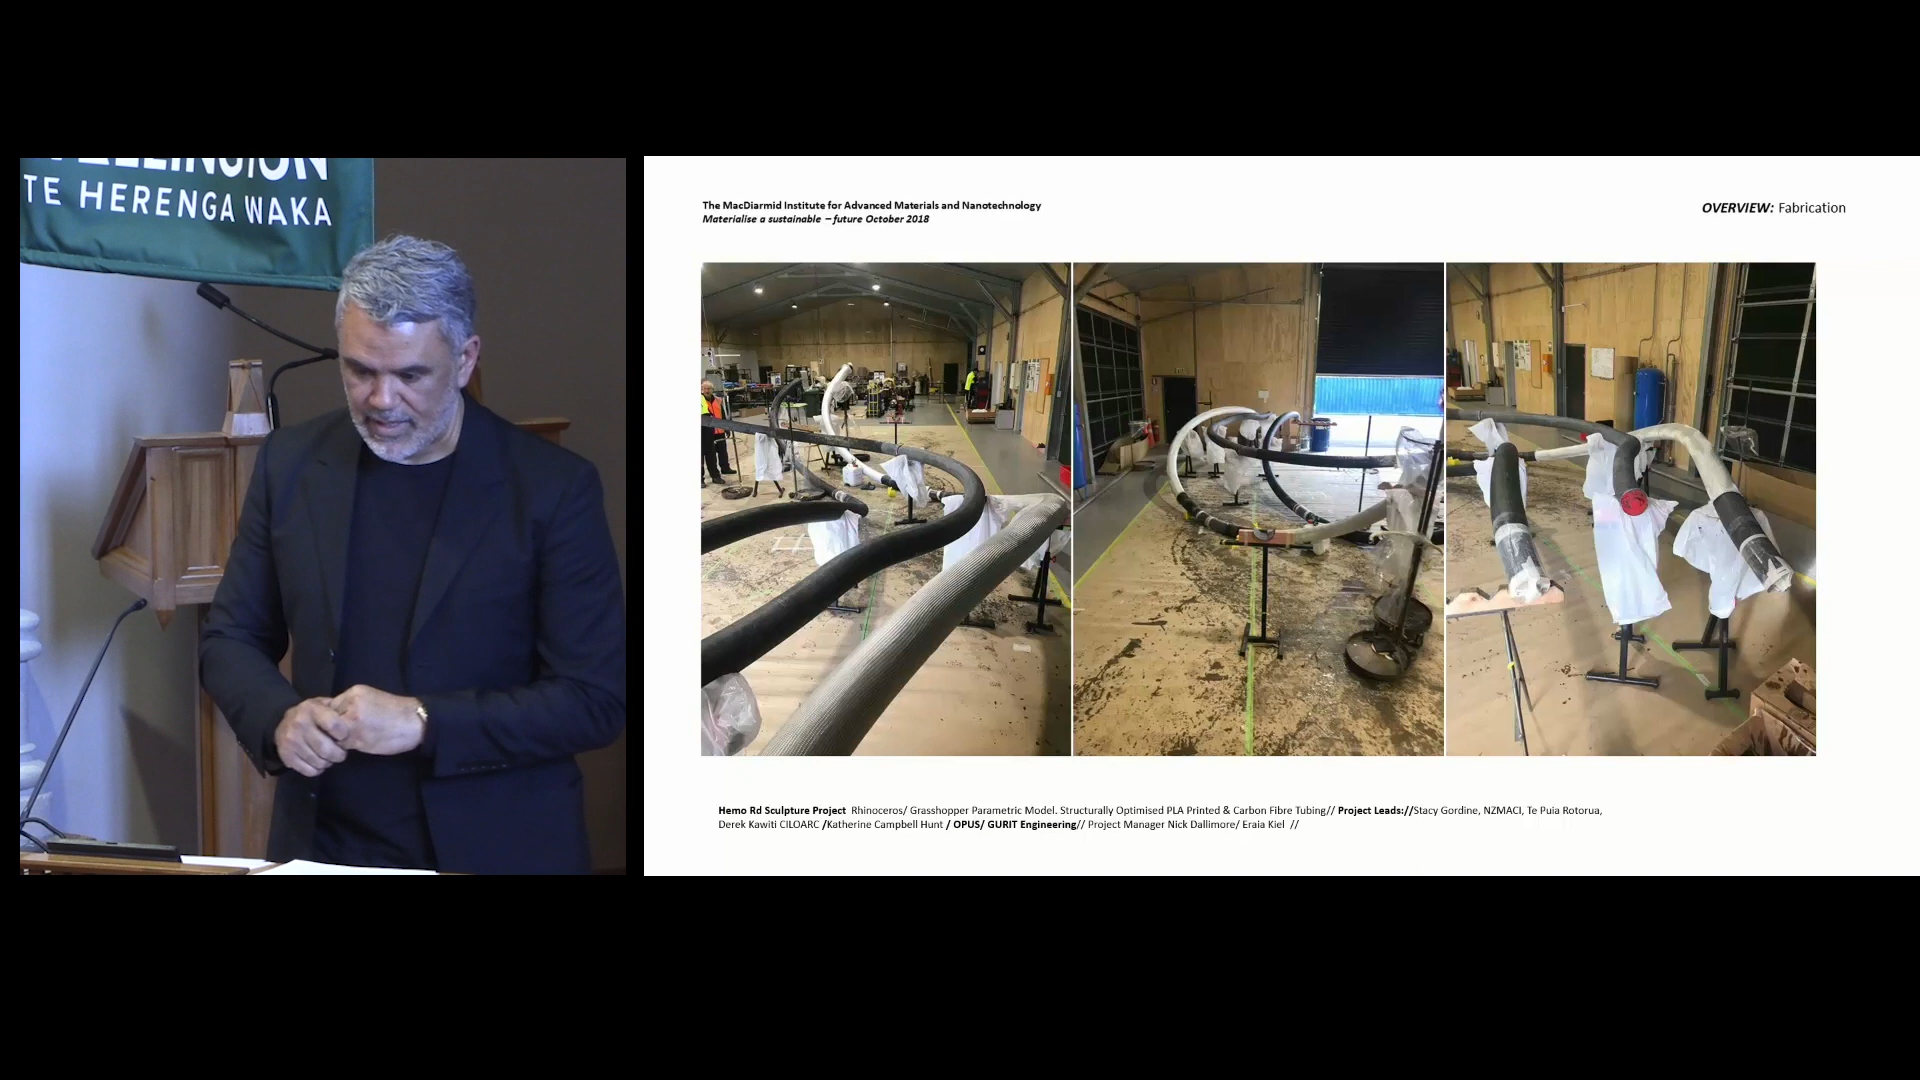 WELLINGTON
TE HERENGA WAKA
The MacDiarmid Institute for Advanced Materials and Nanotechnology
Materialise a sustainable – future October 2018
OVERVIEW: Fabrication
Hemo Rd Sculpture Project Rhinoceros/ Grasshopper Parametric Model. Structurally Optimised PLA Printed & Carbon Fibre Tubing// Project Leads://Stacy Gordine, NZMACI, Te Puia Rotorua,
Derek Kawiti CILOARC /Katherine Campbell Hunt / OPUS/ GURIT Engineering// Project Manager Nick Dallimore/ Eraia Kiel //